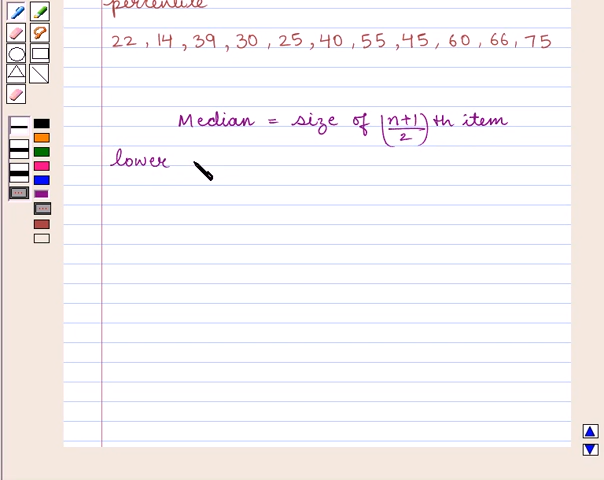 percentile
22, 14, 39, 30, 25, 40, 55, 45, 60, 66, 75
Median = size of (n+1/2)th item
lower